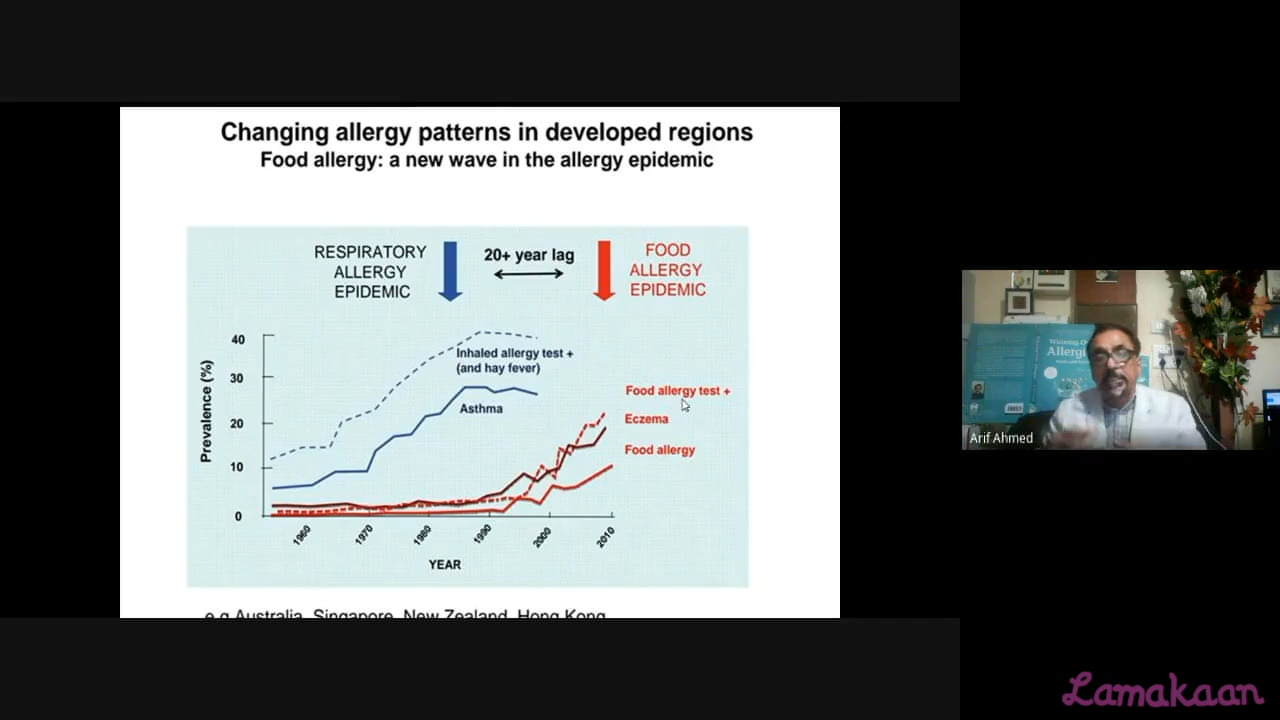 Changing allergy patterns in developed regions
Food allergy: a new wave in the allergy epidemic
RESPIRATORY
ALLERGY
EPIDEMIC
20+ year lag
FOOD
ALLERGY
EPIDEMIC
Prevalence (%)
40
30
20
10
0
Inhaled allergy test +
(and hay fever)
Asthma
Food allergy test +
Eczema
Food allergy
1960
1970
1980
1990
2000
2010
YEAR
e.g Australia, Singapore, New Zealand, Hong Kong
Allergi
Arif Ahmed
Lamakaan